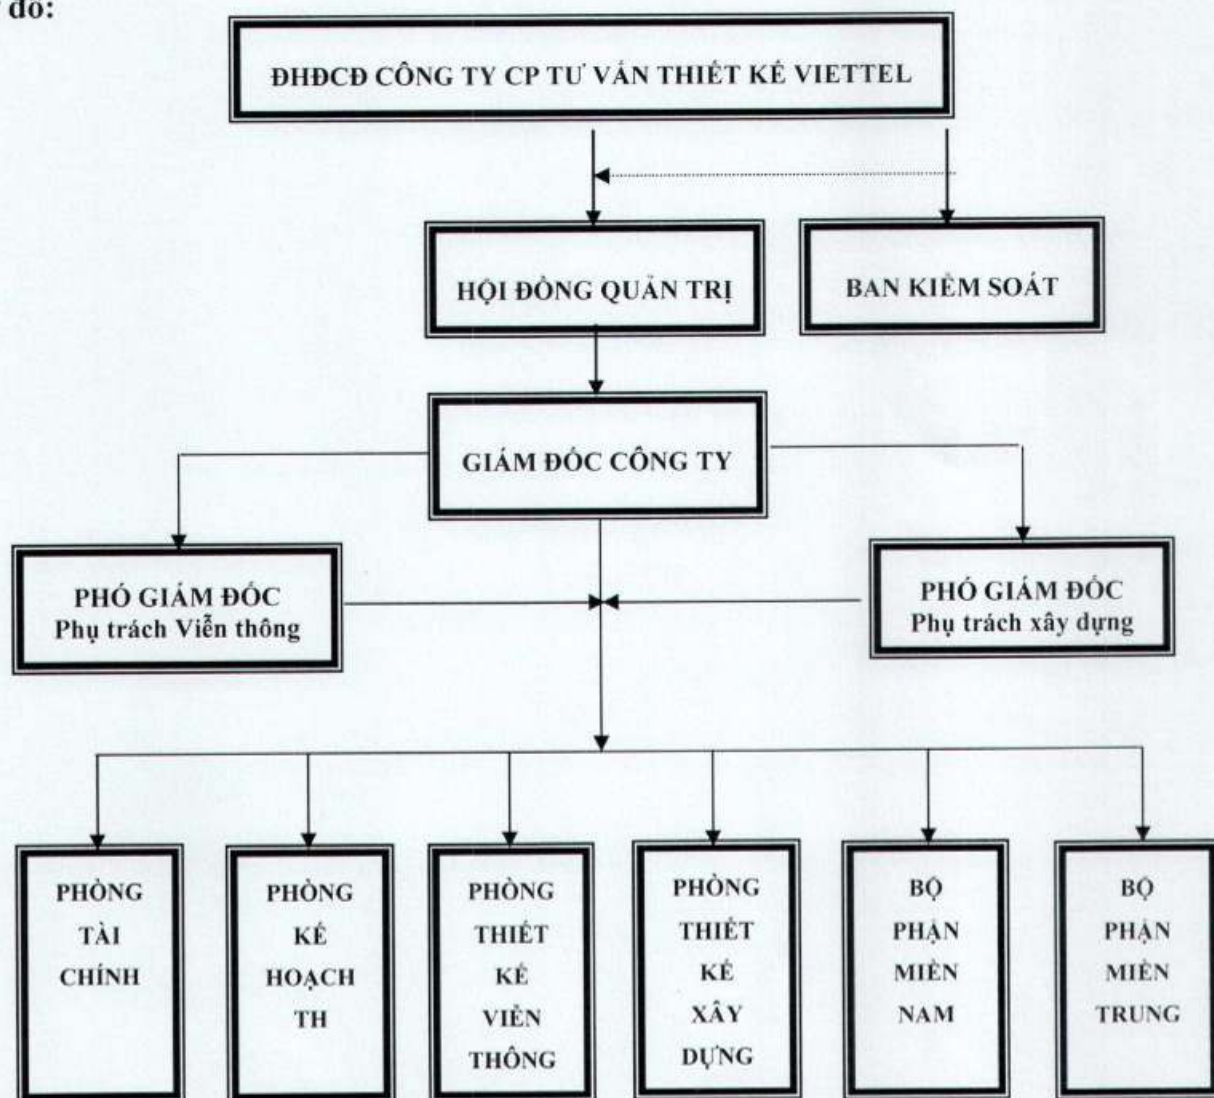 đồ:
ĐHĐCĐ CÔNG TY CP TƯ VẤN THIẾT KẾ VIETTEL
HỘI ĐỒNG QUẢN TRỊ
BAN KIỂM SOÁT
GIÁM ĐỐC CÔNG TY
PHÓ GIÁM ĐỐC
Phụ trách Viễn thông
PHÓ GIÁM ĐỐC
Phụ trách xây dựng
PHÒNG
TÀI
CHÍNH
PHÒNG
KẾ
HOẠCH
TH
PHÒNG
THIẾT
KẾ
VIỄN
THÔNG
PHÒNG
THIẾT
KẾ
XÂY
DỰNG
BỘ
PHẬN
MIỀN
NAM
BỘ
PHẬN
MIỀN
TRUNG